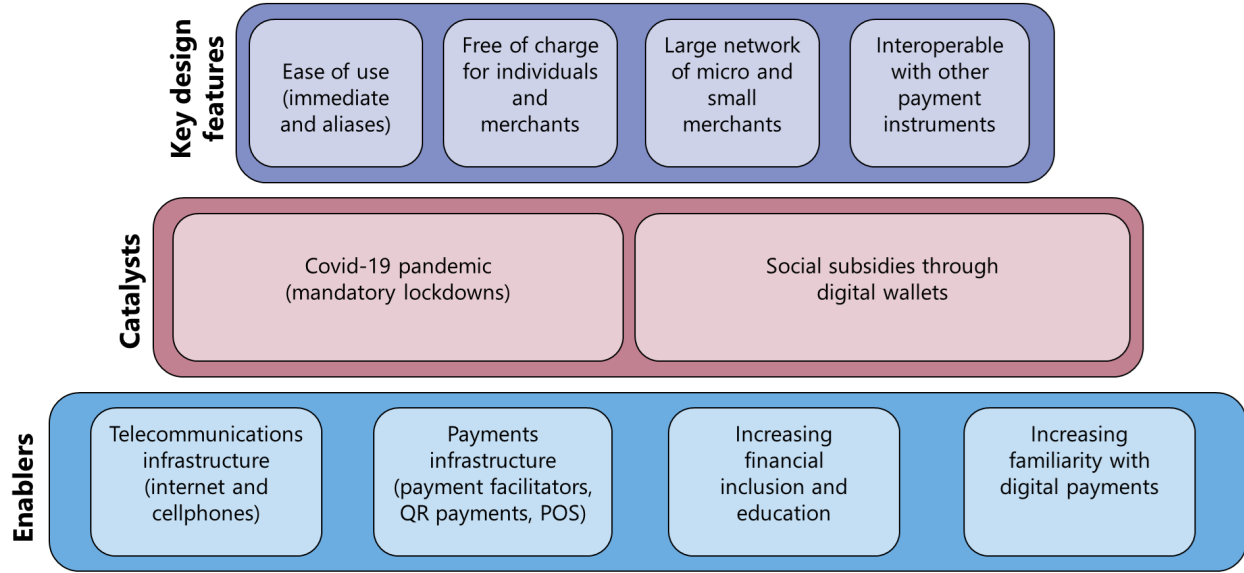 Key design
features
Ease of use
(immediate
and aliases)
Free of charge
for individuals
and
merchants
Large network
of micro and
small
merchants
Interoperable
with other
payment
instruments
Catalysts
Covid-19 pandemic
(mandatory lockdowns)
Social subsidies through
digital wallets
Enablers
Telecommunications
infrastructure
(internet and
cellphones)
Payments
infrastructure
(payment facilitators,
QR payments, POS)
Increasing
financial
inclusion and
education
Increasing
familiarity with
digital payments